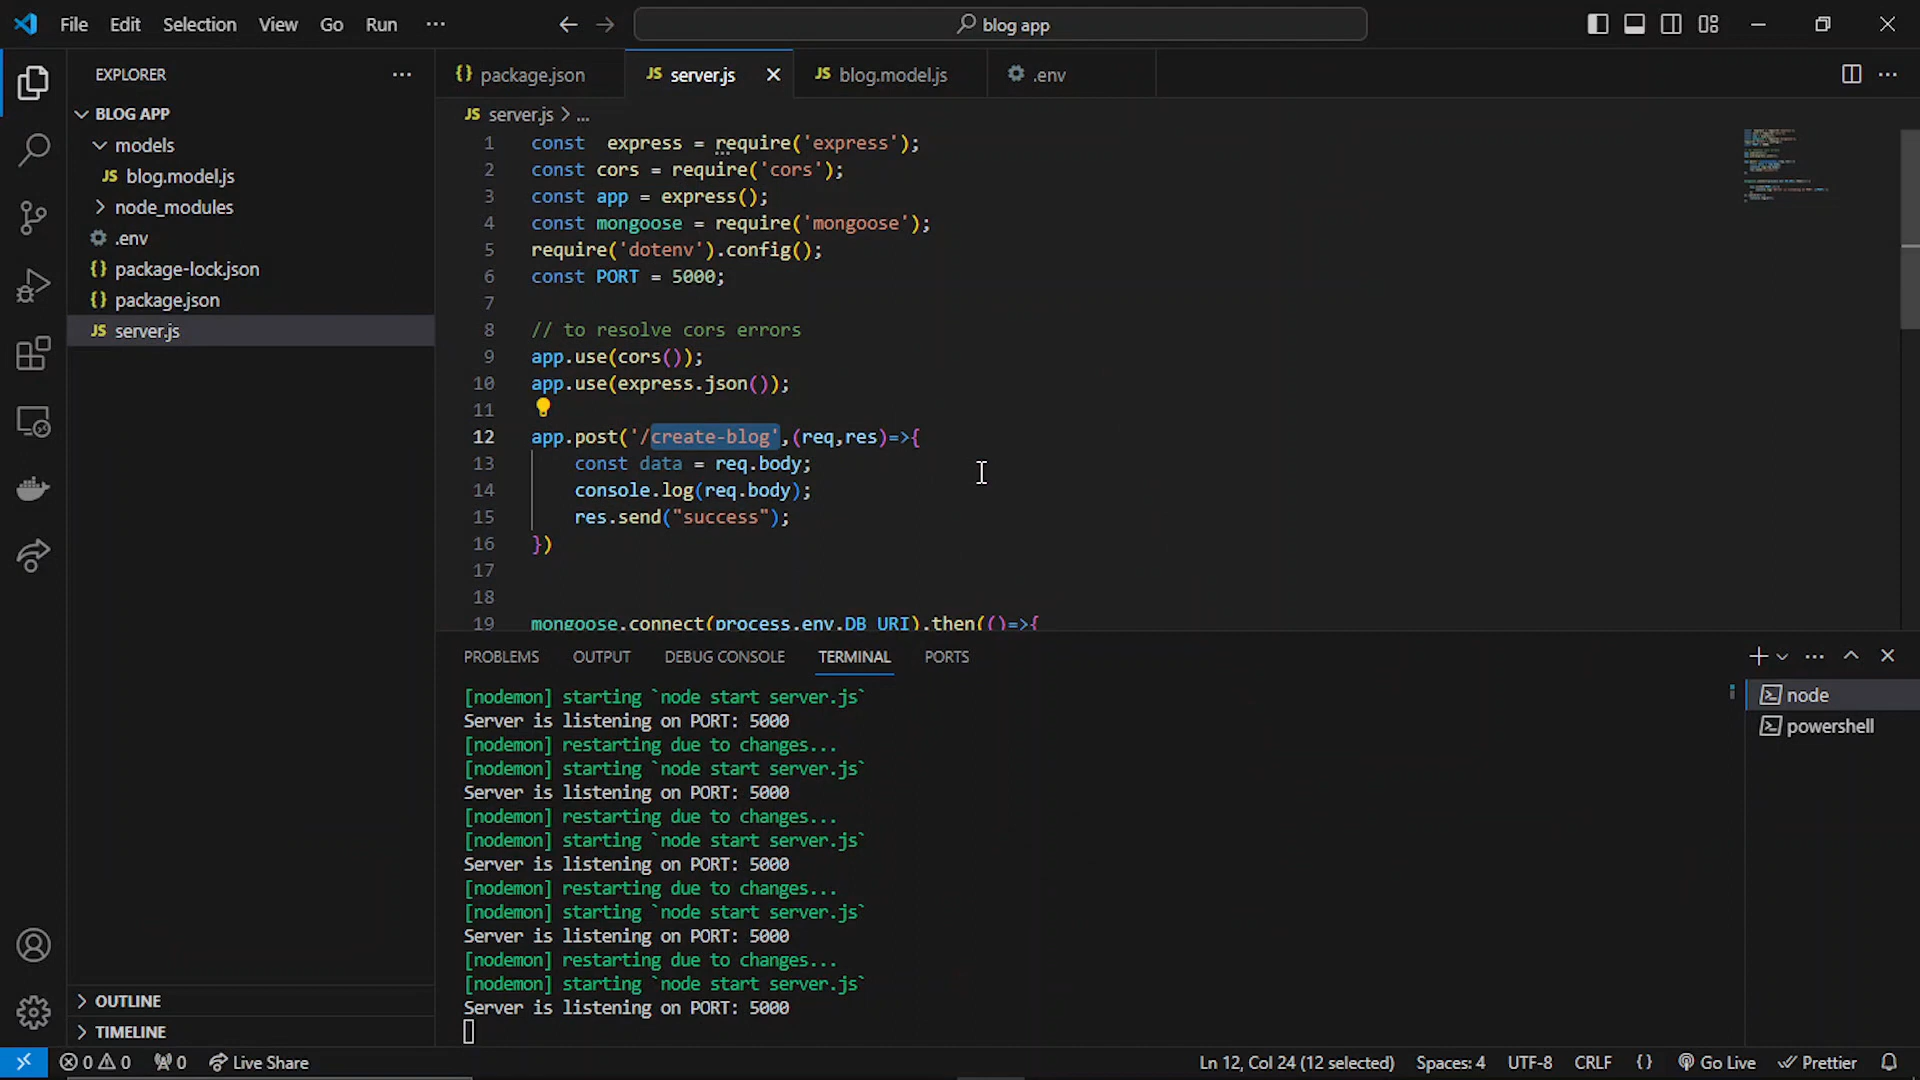 File Edit Selection View Go Run ··· blog app
EXPLORER ···
BLOG APP
models
JS blog.model.js
node_modules
.env
{} package-lock.json
{} package.json
JS server.js
OUTLINE
TIMELINE
{} package.json JS server.js JS blog.model.js .env
JS server.js > ...
1 const  express = require('express');
2 const cors = require('cors');
3 const app = express();
4 const mongoose = require('mongoose');
5 require('dotenv').config();
6 const PORT = 5000;
7
8 // to resolve cors errors
9 app.use(cors());
10 app.use(express.json());
11
12 app.post('/create-blog',(req,res)=>{
13     const data = req.body;
14     console.log(req.body);
15     res.send("success");
16 })
17
18
19 mongoose.connect(process.env.DB_URI).then(()=>{
PROBLEMS OUTPUT DEBUG CONSOLE TERMINAL PORTS
[nodemon] starting `node start server.js`
Server is listening on PORT: 5000
[nodemon] restarting due to changes...
[nodemon] starting `node start server.js`
Server is listening on PORT: 5000
[nodemon] restarting due to changes...
[nodemon] starting `node start server.js`
Server is listening on PORT: 5000
[nodemon] restarting due to changes...
[nodemon] starting `node start server.js`
Server is listening on PORT: 5000
[nodemon] restarting due to changes...
[nodemon] starting `node start server.js`
Server is listening on PORT: 5000
node
powershell
0 0 0 Live Share Ln 12, Col 24 (12 selected) Spaces: 4 UTF-8 CRLF {} Go Live Prettier